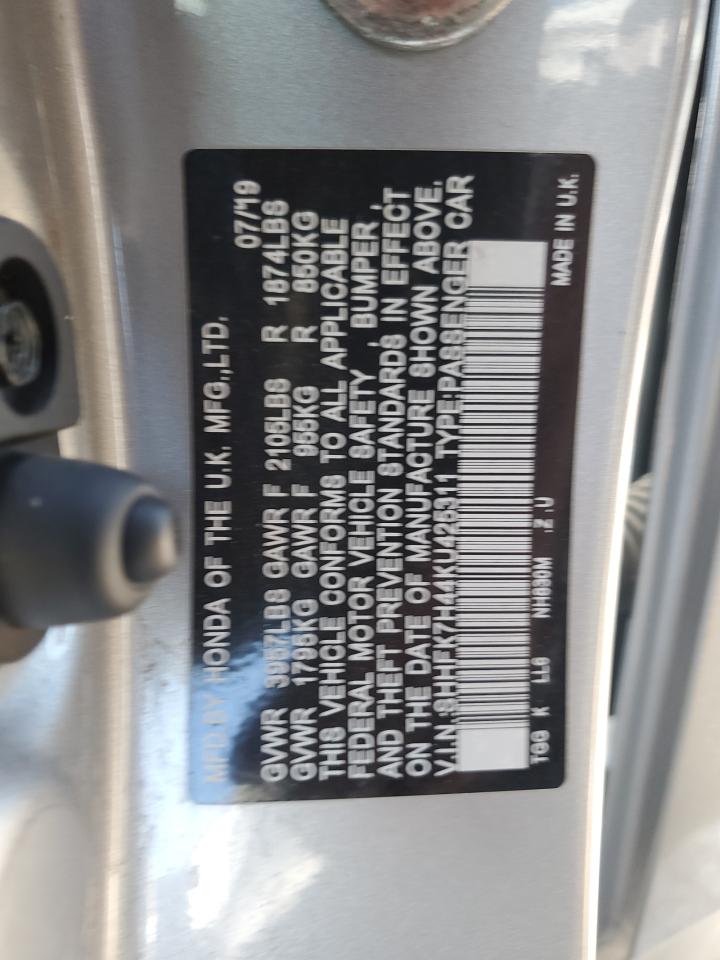 MFD BY HONDA OF THE U.K. MFG.,LTD. 07/'19
GVWR 3957LBS GAWR F 2105LBS R 1874LBS
GVWR 1795KG GAWR F 955KG R 850KG
THIS VEHICLE CONFORMS TO ALL APPLICABLE
FEDERAL MOTOR VEHICLE SAFETY , BUMPER ,
AND THEFT PREVENTION STANDARDS IN EFFECT
ON THE DATE OF MANUFACTURE SHOWN ABOVE.
V.I.N.:SHHFK7H44KU425311 TYPE:PASSENGER CAR
TGG K LLG NH830M .Z .U MADE IN U.K.